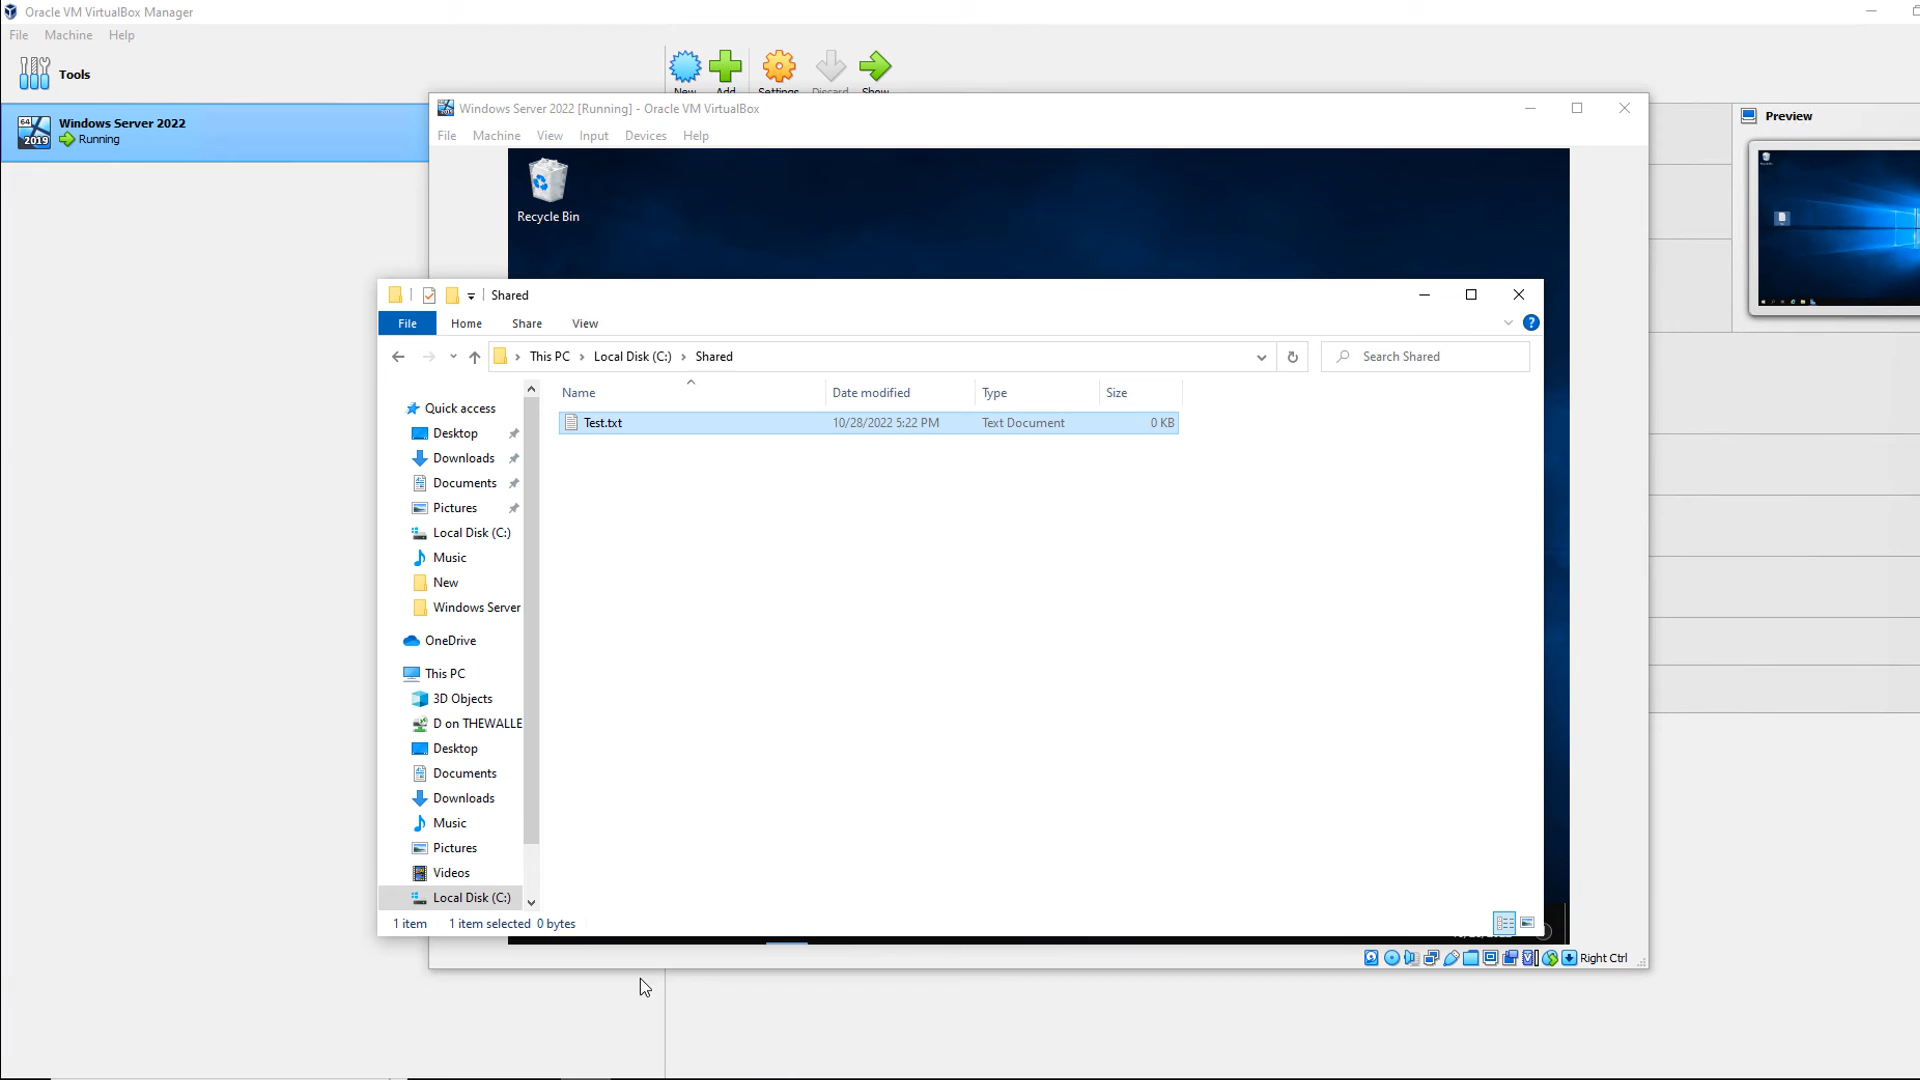 Oracle VM VirtualBox Manager
File Machine Help
Tools
New Add Settings Discard Show
64 2019 Windows Server 2022
Running
Preview
Windows Server 2022 [Running] - Oracle VM VirtualBox
File Machine View Input Devices Help
Recycle Bin
Shared
File Home Share View
This PC Local Disk (C:) Shared
Search Shared
Name Date modified Type Size
Test.txt 10/28/2022 5:22 PM Text Document 0 KB
Quick access
Desktop
Downloads
Documents
Pictures
Local Disk (C:)
Music
New
Windows Server
OneDrive
This PC
3D Objects
D on THEWALLE
Desktop
Documents
Downloads
Music
Pictures
Videos
Local Disk (C:)
1 item 1 item selected 0 bytes
Right Ctrl